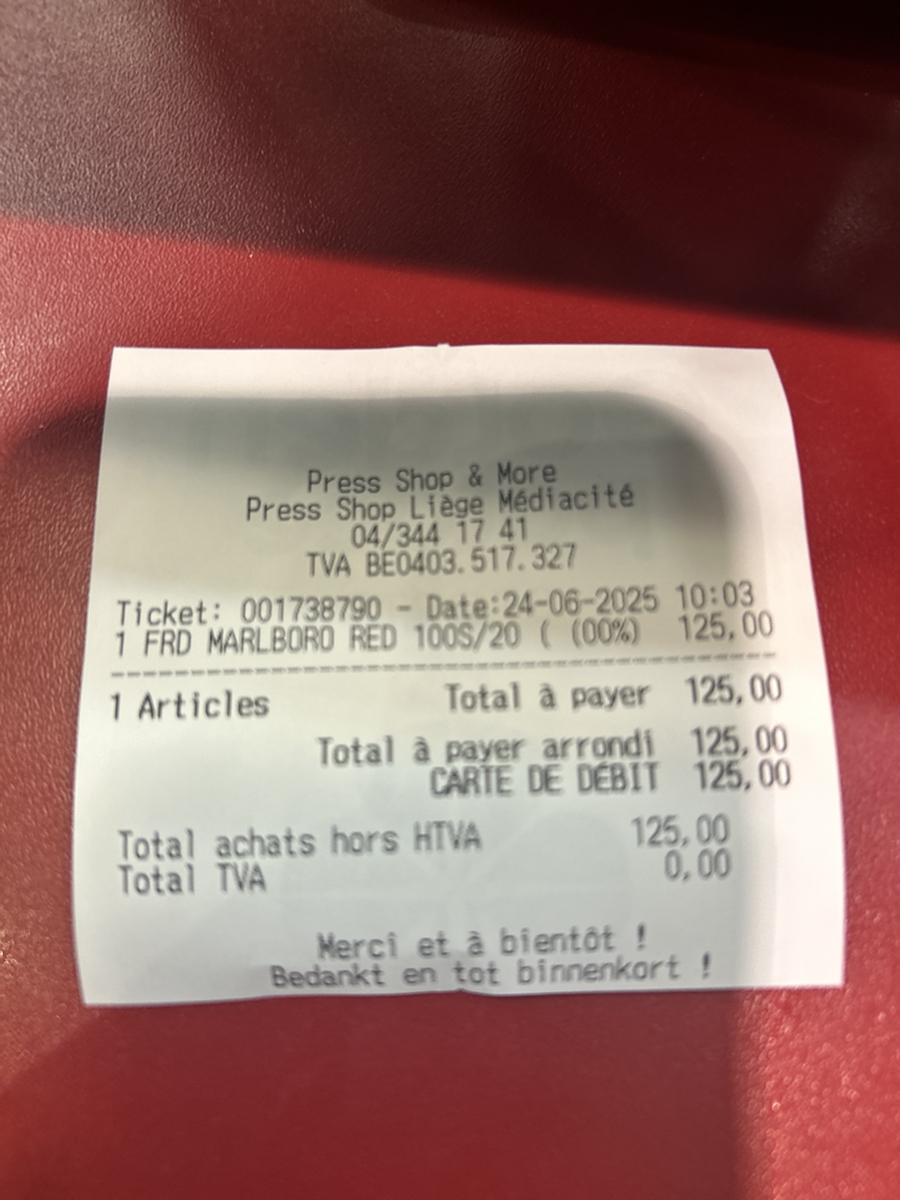 Press Shop & More
Press Shop Liège Médiacité
04/344 17 41
TVA BE0403.517.327
Ticket: 001738790 - Date:24-06-2025 10:03
1 FRD MARLBORO RED 100S/20 ( (00%) 125,00
1 Articles Total à payer 125,00
Total à payer arrondi 125,00
CARTE DE DÉBIT 125,00
Total achats hors HTVA 125,00
Total TVA 0,00
Merci et à bientôt !
Bedankt en tot binnenkort !